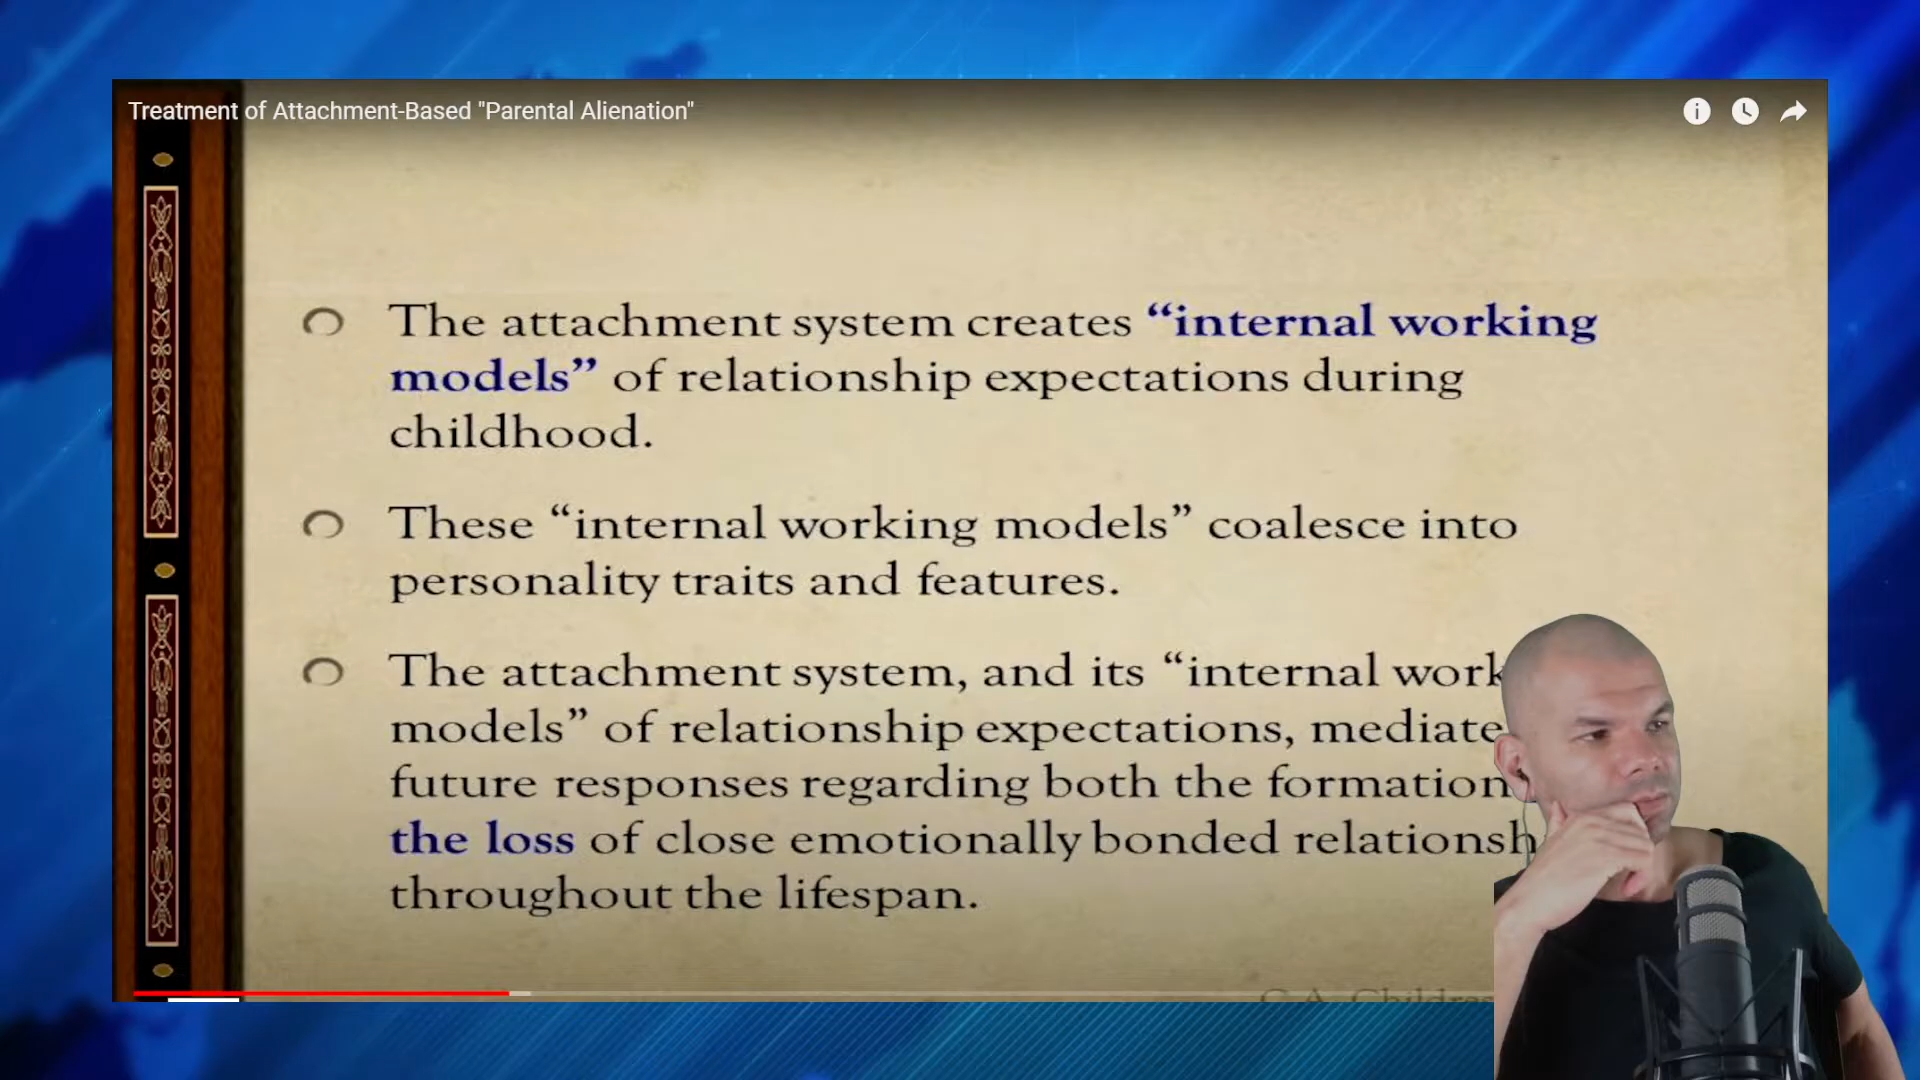 Treatment of Attachment-Based "Parental Alienation"
The attachment system creates “internal working
models” of relationship expectations during
childhood.
These “internal working models” coalesce into
personality traits and features.
The attachment system, and its “internal work
models” of relationship expectations, mediate
future responses regarding both the formation
the loss of close emotionally bonded relationsh
throughout the lifespan.
C.A.